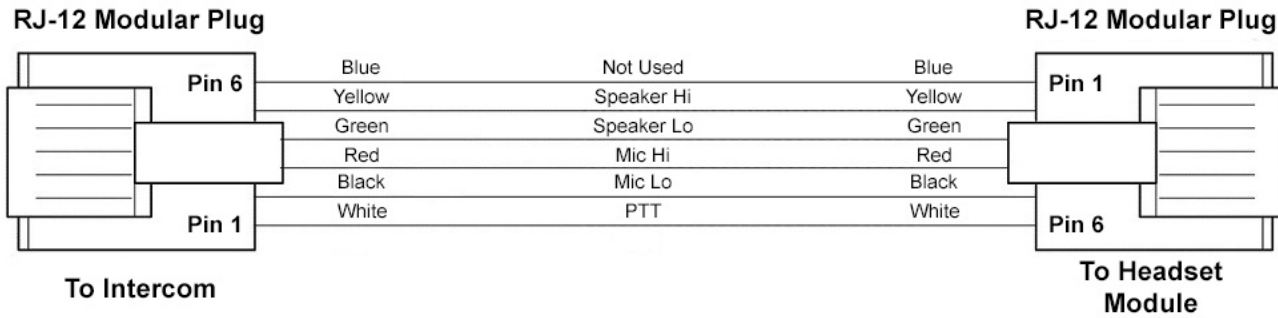 RJ-12 Modular Plug RJ-12 Modular Plug
Blue Not Used Blue
Pin 6 Pin 1
Yellow Speaker Hi Yellow
Green Speaker Lo Green
Red Mic Hi Red
Black Mic Lo Black
White PTT White
Pin 1 Pin 6
To Intercom
To Headset
Module